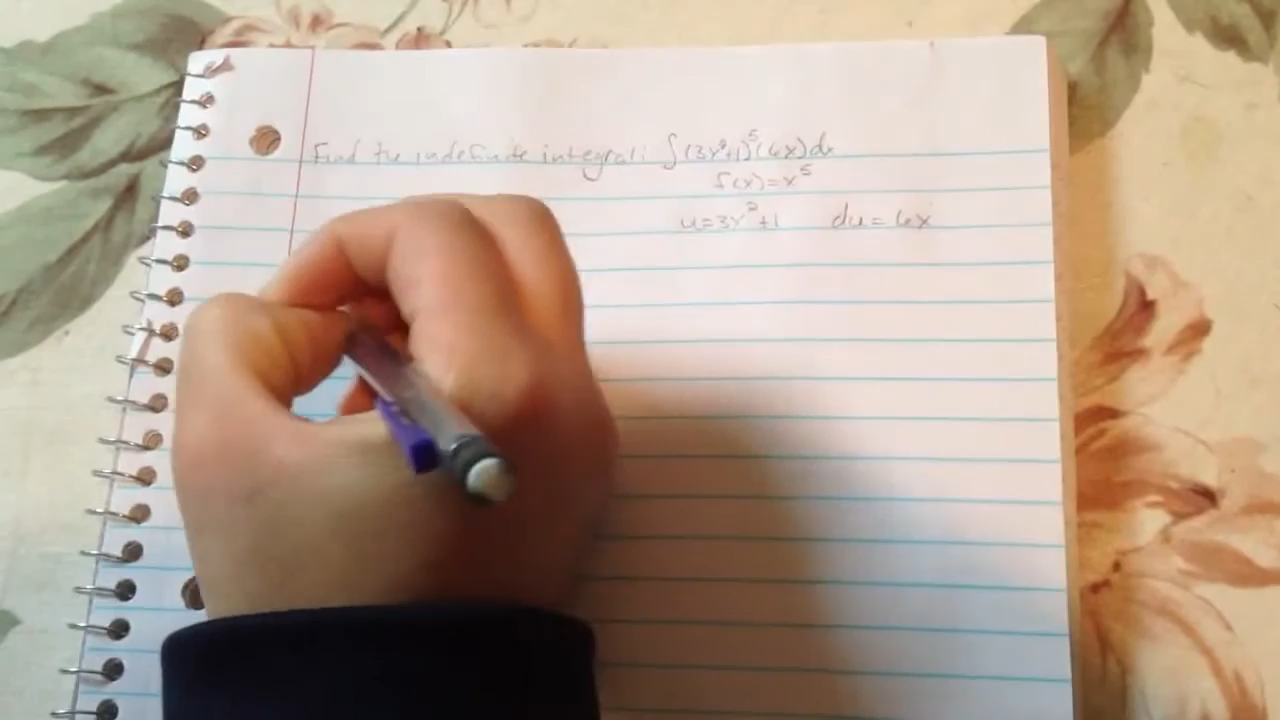 Find the indefinite integral: ∫(3x²+1)⁵(6x)dx
f(x)=x⁵
u=3x²+1 du=6x